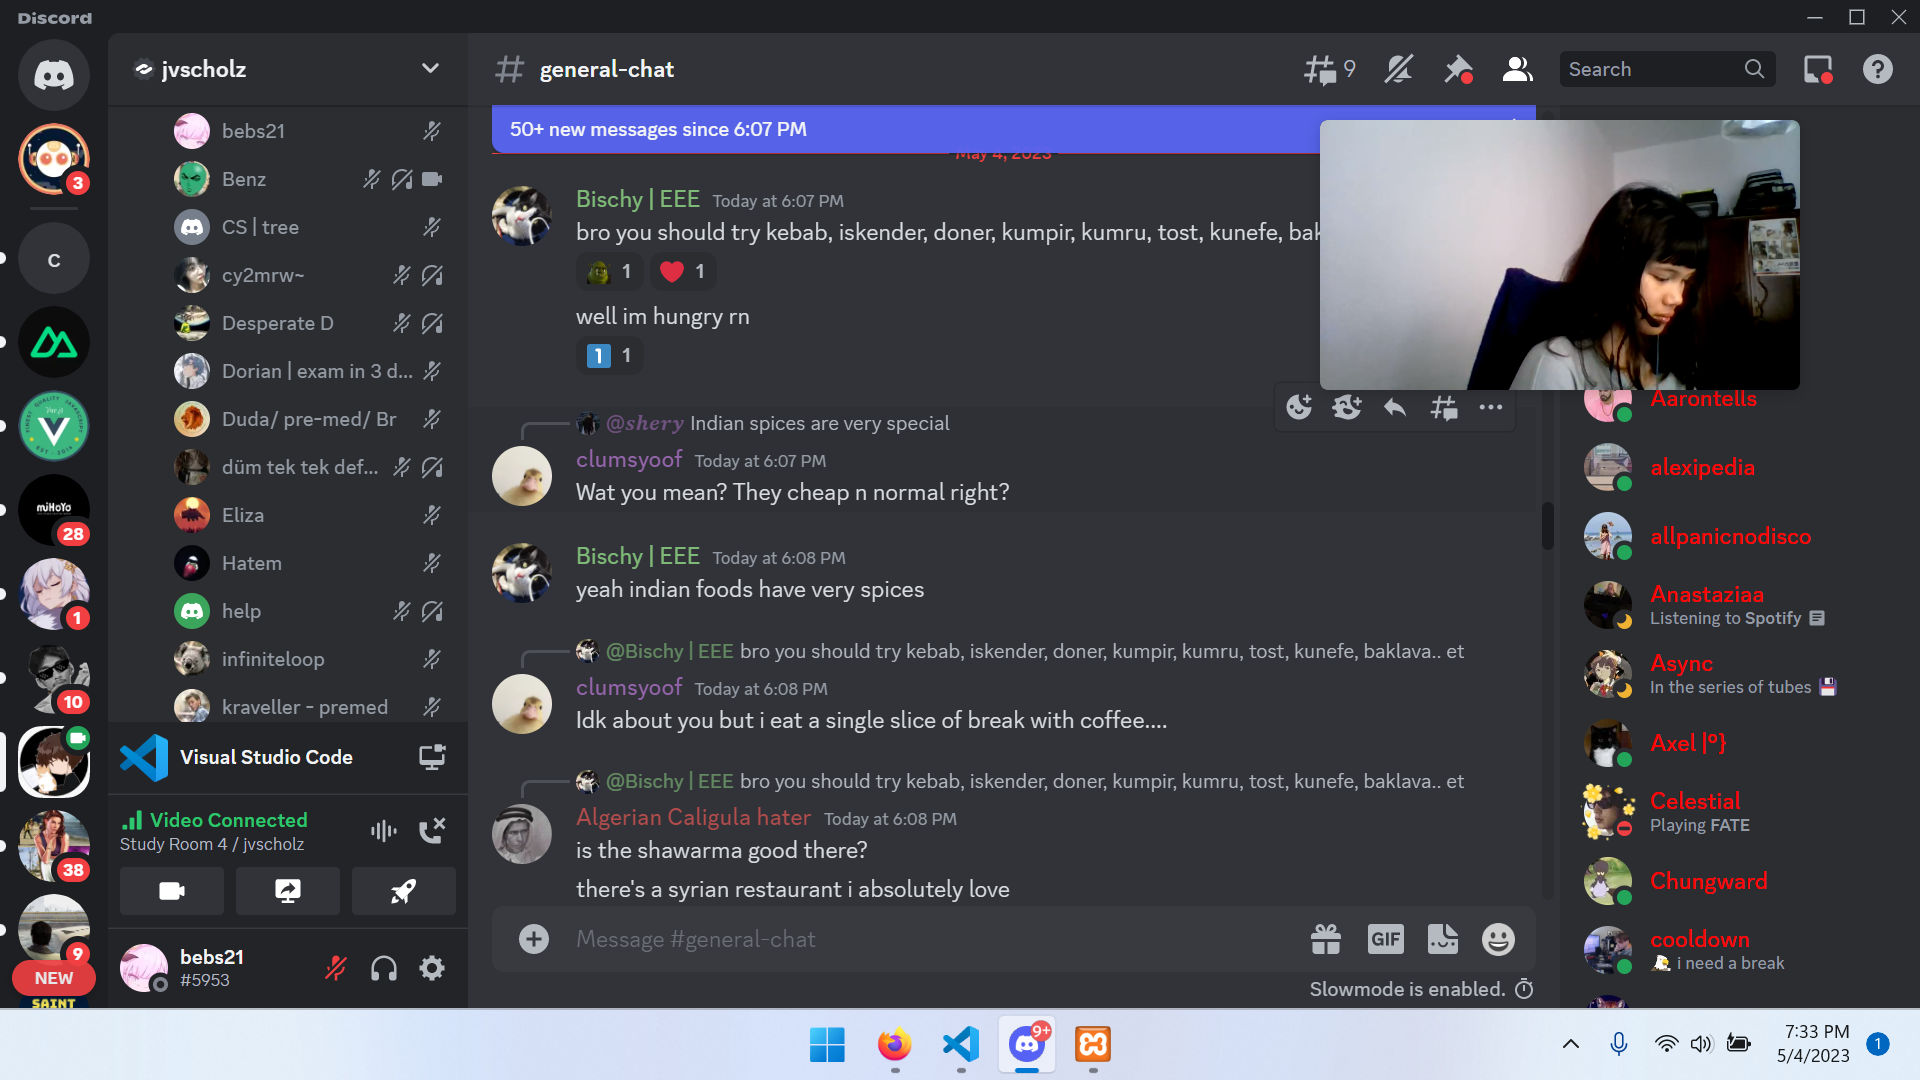 Discord
jvscholz
general-chat
9
Search
50+ new messages since 6:07 PM
May 4, 2023
3
C
miHoYo
28
1
10
38
9
NEW
SAINT
bebs21
Benz
CS | tree
cy2mrw~
Desperate D
Dorian | exam in 3 d...
Duda/ pre-med/ Br
düm tek tek def...
Eliza
Hatem
help
infiniteloop
kraveller - premed
Visual Studio Code
Video Connected
Study Room 4 / jvscholz
bebs21
#5953
Bischy | EEE Today at 6:07 PM
bro you should try kebab, iskender, doner, kumpir, kumru, tost, kunefe, bak
1 1
well im hungry rn
1 1
@shery Indian spices are very special
clumsyoof Today at 6:07 PM
Wat you mean? They cheap n normal right?
Bischy | EEE Today at 6:08 PM
yeah indian foods have very spices
@Bischy | EEE bro you should try kebab, iskender, doner, kumpir, kumru, tost, kunefe, baklava.. et
clumsyoof Today at 6:08 PM
Idk about you but i eat a single slice of break with coffee....
@Bischy | EEE bro you should try kebab, iskender, doner, kumpir, kumru, tost, kunefe, baklava.. et
Algerian Caligula hater Today at 6:08 PM
is the shawarma good there?
there's a syrian restaurant i absolutely love
Message #general-chat
GIF
Slowmode is enabled.
Aarontells
alexipedia
allpanicnodisco
Anastaziaa
Listening to Spotify
Async
In the series of tubes
Axel |°}
Celestial
Playing FATE
Chungward
cooldown
i need a break
9+
7:33 PM
5/4/2023
1